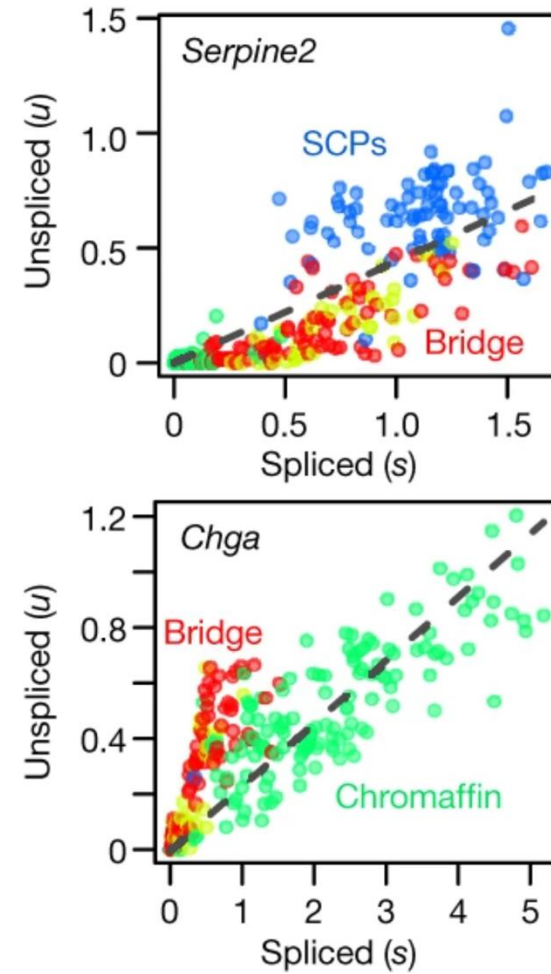 1.5
Serpine2
1.0
SCPs
Unspliced (u)
0.5
Bridge
0
0 0.5 1.0 1.5
Spliced (s)
1.2
Chga
0.8
Bridge
Unspliced (u)
0.4
Chromaffin
0
0 1 2 3 4 5
Spliced (s)